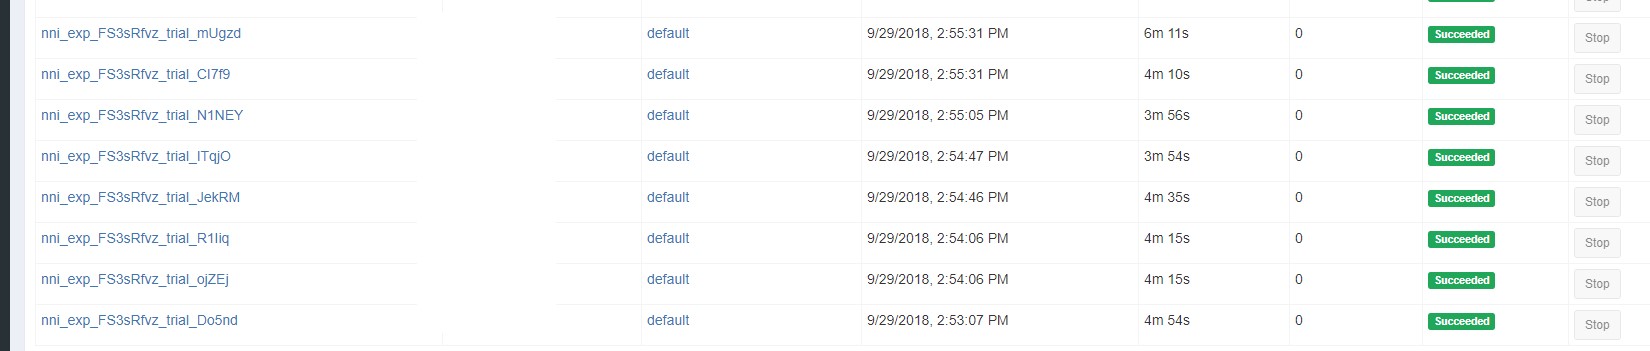 nni_exp_FS3sRfvz_trial_mUgzd default 9/29/2018, 2:55:31 PM 6m 11s 0 Succeeded Stop
nni_exp_FS3sRfvz_trial_CI7f9 default 9/29/2018, 2:55:31 PM 4m 10s 0 Succeeded Stop
nni_exp_FS3sRfvz_trial_N1NEY default 9/29/2018, 2:55:05 PM 3m 56s 0 Succeeded Stop
nni_exp_FS3sRfvz_trial_ITqjO default 9/29/2018, 2:54:47 PM 3m 54s 0 Succeeded Stop
nni_exp_FS3sRfvz_trial_JekRM default 9/29/2018, 2:54:46 PM 4m 35s 0 Succeeded Stop
nni_exp_FS3sRfvz_trial_R1Iiq default 9/29/2018, 2:54:06 PM 4m 15s 0 Succeeded Stop
nni_exp_FS3sRfvz_trial_ojZEj default 9/29/2018, 2:54:06 PM 4m 15s 0 Succeeded Stop
nni_exp_FS3sRfvz_trial_Do5nd default 9/29/2018, 2:53:07 PM 4m 54s 0 Succeeded Stop